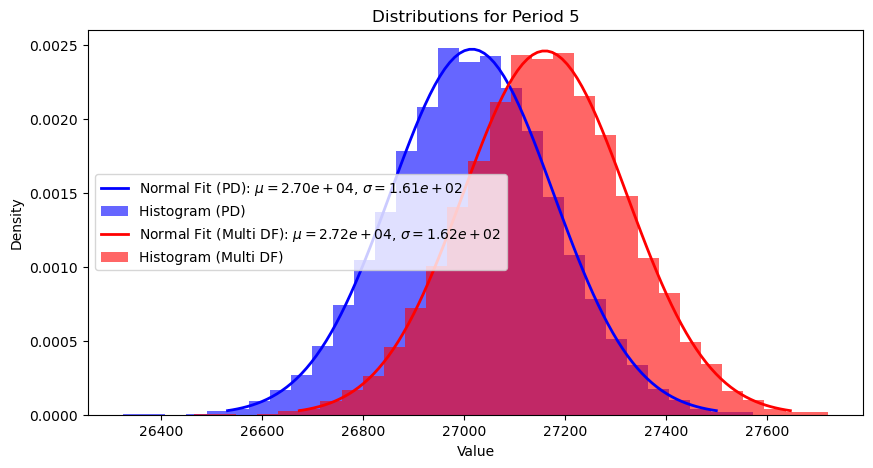 Distributions for Period 5
Density
0.0025
0.0020
0.0015
0.0010
0.0005
0.0000
Normal Fit (PD): μ = 2.70e + 04, σ = 1.61e + 02
Histogram (PD)
Normal Fit (Multi DF): μ = 2.72e + 04, σ = 1.62e + 02
Histogram (Multi DF)
26400 26600 26800 27000 27200 27400 27600
Value